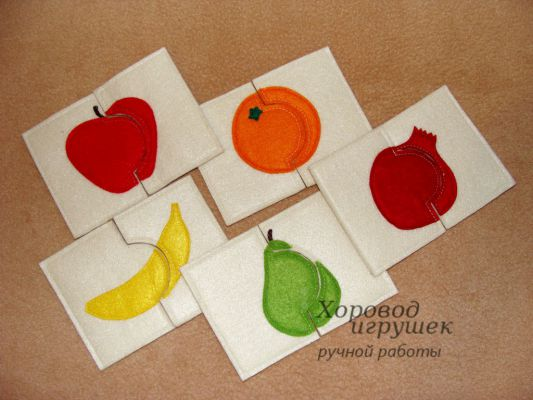 Хоровод
игрушек
ручной работы